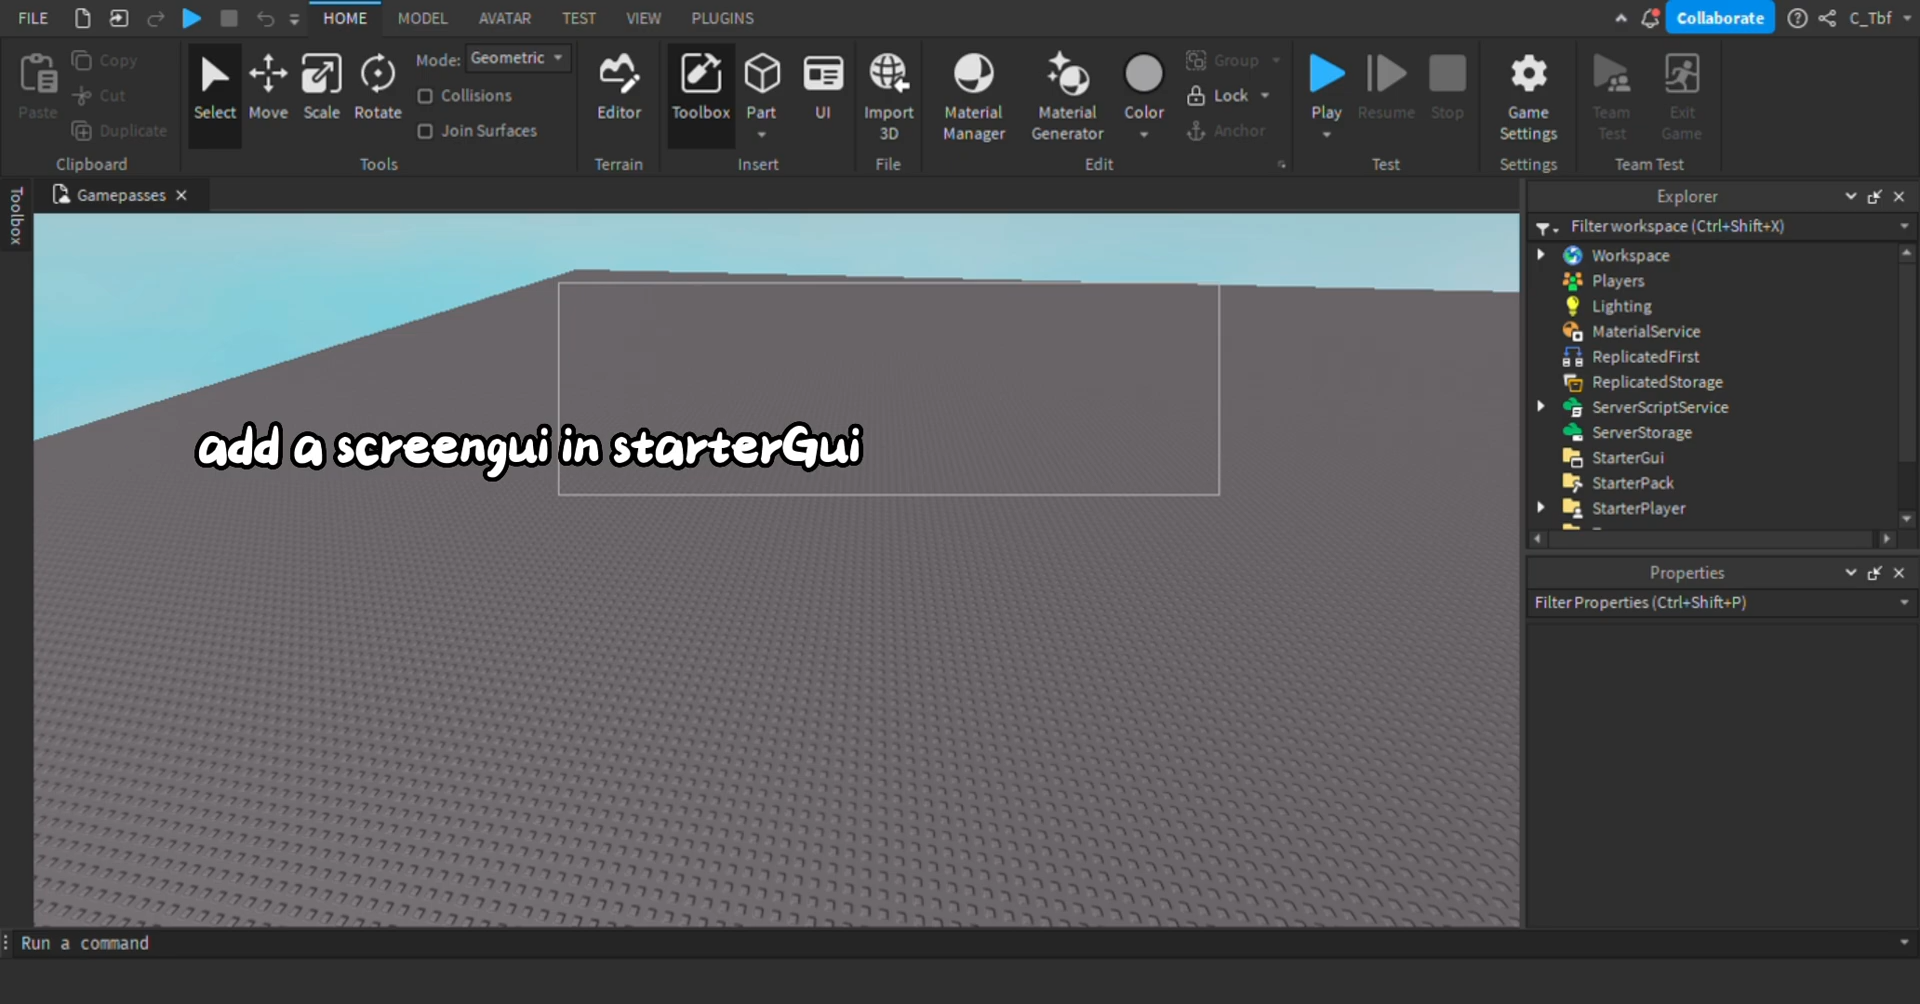 FILE
HOME
MODEL
AVATAR
TEST
VIEW
PLUGINS
Collaborate
C_Tbf
Paste
Copy
Cut
Duplicate
Clipboard
Select
Move
Scale
Rotate
Mode: Geometric
Collisions
Join Surfaces
Tools
Editor
Terrain
Toolbox
Part
UI
Insert
Import
3D
File
Material
Manager
Material
Generator
Color
Group
Lock
Anchor
Edit
Play
Resume
Stop
Test
Game
Settings
Settings
Team
Test
Exit
Game
Team Test
Toolbox
Gamepasses
add a screengui in starterGui
Explorer
Filter workspace (Ctrl+Shift+X)
Workspace
Players
Lighting
MaterialService
ReplicatedFirst
ReplicatedStorage
ServerScriptService
ServerStorage
StarterGui
StarterPack
StarterPlayer
Properties
Filter Properties (Ctrl+Shift+P)
Run a command